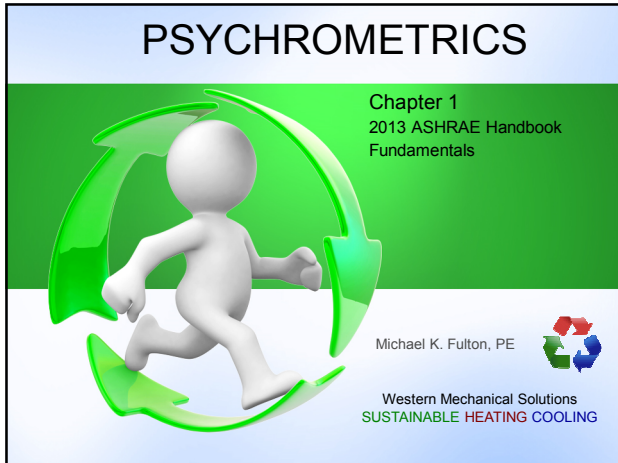 PSYCHROMETRICS
Chapter 1
2013 ASHRAE Handbook
Fundamentals
Michael K. Fulton, PE
Western Mechanical Solutions
SUSTAINABLE HEATING COOLING